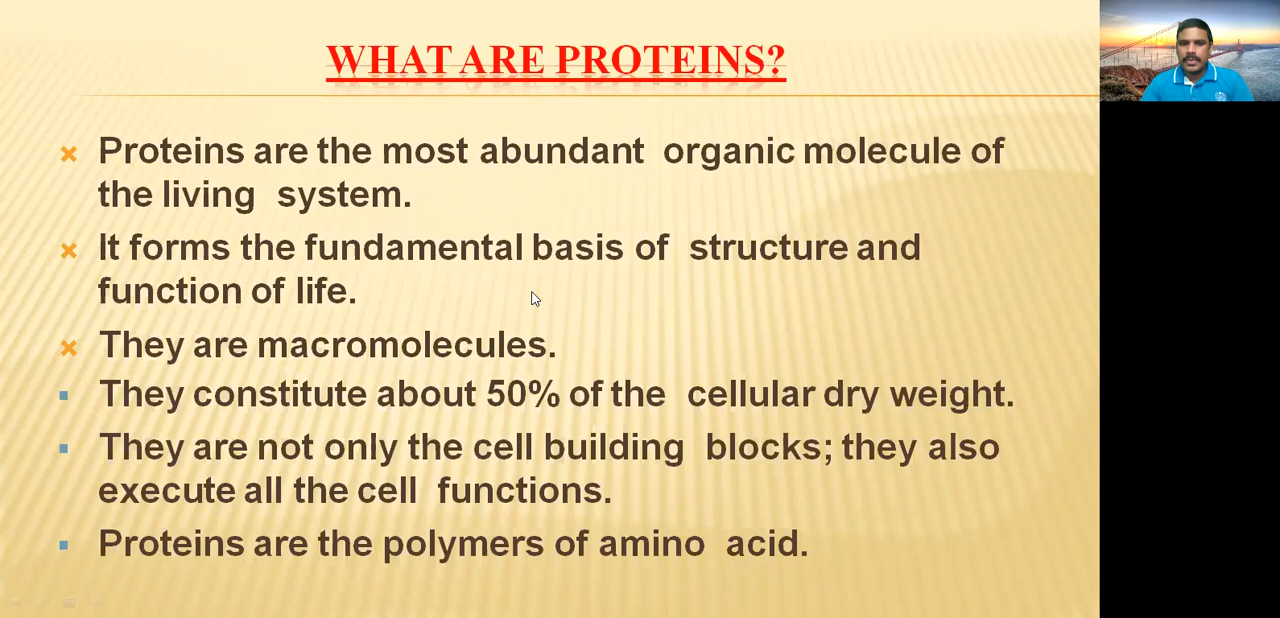 WHAT ARE PROTEINS?
Proteins are the most abundant organic molecule of
the living system.
It forms the fundamental basis of structure and
function of life.
They are macromolecules.
They constitute about 50% of the cellular dry weight.
They are not only the cell building blocks; they also
execute all the cell functions.
Proteins are the polymers of amino acid.